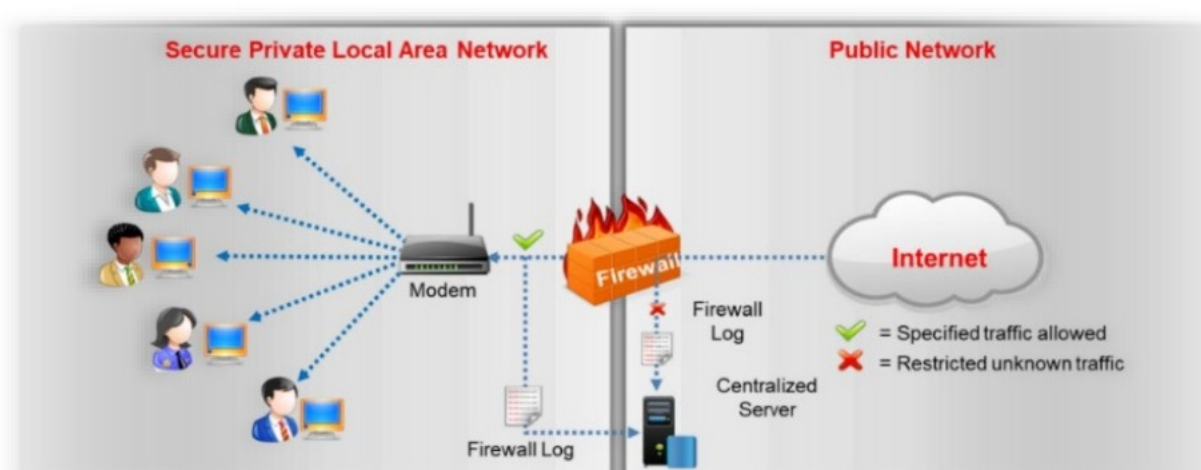 Secure Private Local Area Network
Public Network
Modem
Firewall
Internet
Firewall
Log
= Specified traffic allowed
= Restricted unknown traffic
Centralized
Server
Firewall Log